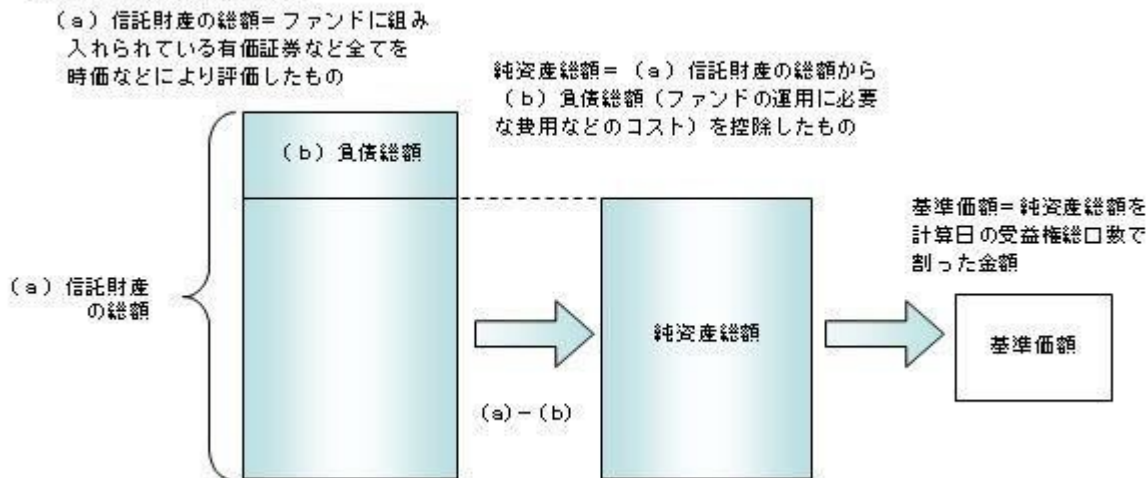 (a)信託財産の総額=ファンドに組み
入れられている有価証券など全てを
時価などにより評価したもの
純資産総額=(a)信託財産の総額から
(b)負債総額(ファンドの運用に必要
な費用などのコスト)を控除したもの
(b)負債総額
基準価額=純資産総額を
計算日の受益権総口数で
割った金額
(a)信託財産
の総額
純資産総額
基準価額
(a)-(b)